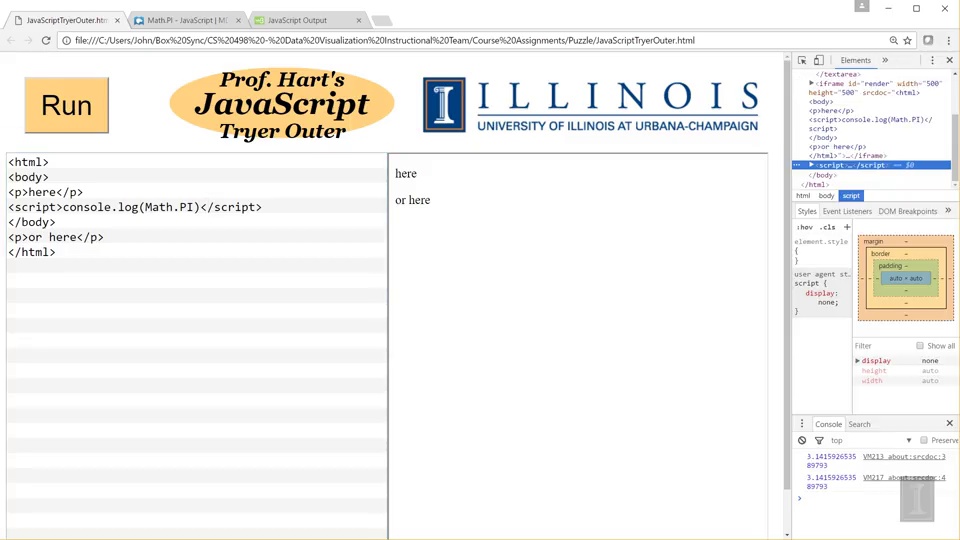 JavaScriptTryerOuter.htm
Math.PI - JavaScript | M
JavaScript Output
file:///C:/Users/John/Box%20Sync/CS%20498%20-%20Data%20Visualization%20Instructional%20Team/Course%20Assignments/Puzzle/JavaScriptTryerOuter.html
Run
Prof. Hart's
JavaScript
Tryer Outer
I
ILLINOIS
UNIVERSITY OF ILLINOIS AT URBANA-CHAMPAIGN
<html>
<body>
<p>here</p>
<script>console.log(Math.PI)</script>
</body>
<p>or here</p>
</html>
here
or here
Elements »
</textarea>
<iframe id="render" width="500"
height="500" srcdoc="<html>
<body>
<p>here</p>
<script>console.log(Math.PI)</
script>
</body>
<p>or here</p>
</html>">…</iframe>
<script>…</script> == $0
</body>
</html>
html body script
Styles Event Listeners DOM Breakpoints »
:hov .cls +
element.style
{
}
user agent st…
script {
display:
none;
}
margin –
border –
padding –
auto × auto
Filter Show all
display none
height auto
width auto
Console Search
top Preserve
3.1415926535 VM213 about:srcdoc:3
89793
3.1415926535 VM217 about:srcdoc:4
89793
>
I